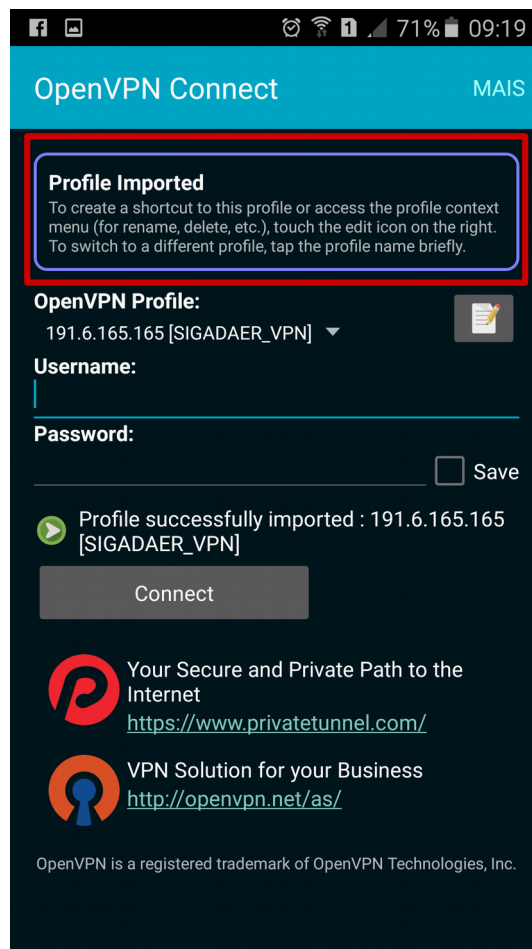 1 71% 09:19
OpenVPN Connect MAIS
Profile Imported
To create a shortcut to this profile or access the profile context
menu (for rename, delete, etc.), touch the edit icon on the right.
To switch to a different profile, tap the profile name briefly.
OpenVPN Profile:
191.6.165.165 [SIGADAER_VPN]
Username:
Password:
Save
Profile successfully imported : 191.6.165.165
[SIGADAER_VPN]
Connect
Your Secure and Private Path to the
Internet
https://www.privatetunnel.com/
VPN Solution for your Business
http://openvpn.net/as/
OpenVPN is a registered trademark of OpenVPN Technologies, Inc.